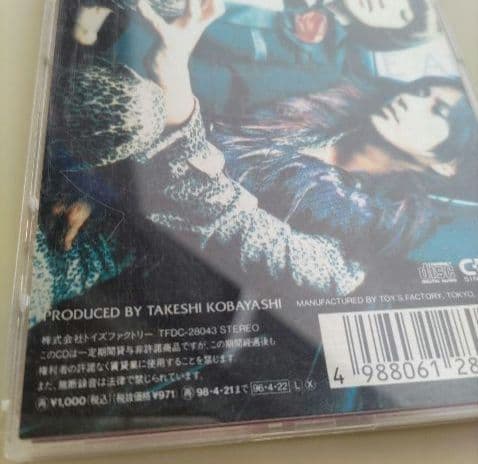 PRODUCED BY TAKESHI KOBAYASHI
MANUFACTURED BY TOY'S FACTORY, TOKYO,
株式会社トイズファクトリー TFDC-28043 STEREO
このCDは一定期間貸与非許諾商品ですが、この期間経過後も
権利者の許諾なく賃貸業に使用することを禁じます。
また、無断録音は法律で禁じられています。
¥1,000(税込)(税抜価格¥971) 再 98・4・21まで 96・4・22 L X
disc
4 988061 28